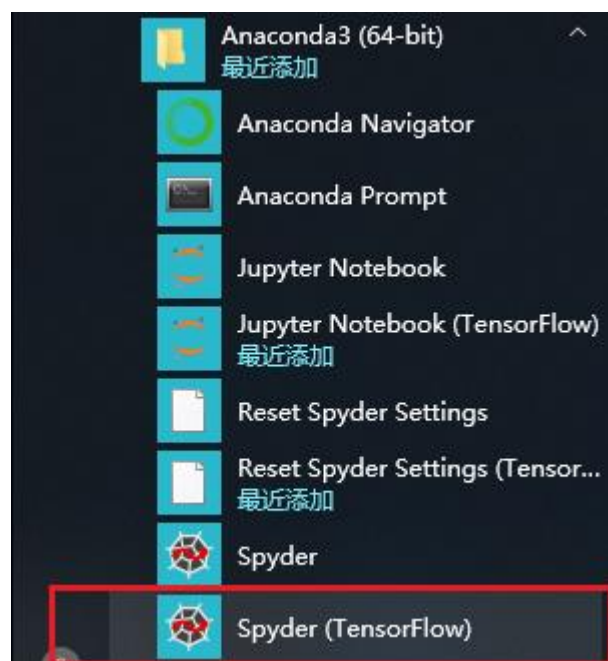 Anaconda3 (64-bit)
最近添加
Anaconda Navigator
Anaconda Prompt
Jupyter Notebook
Jupyter Notebook (TensorFlow)
最近添加
Reset Spyder Settings
Reset Spyder Settings (Tensor...
最近添加
Spyder
Spyder (TensorFlow)